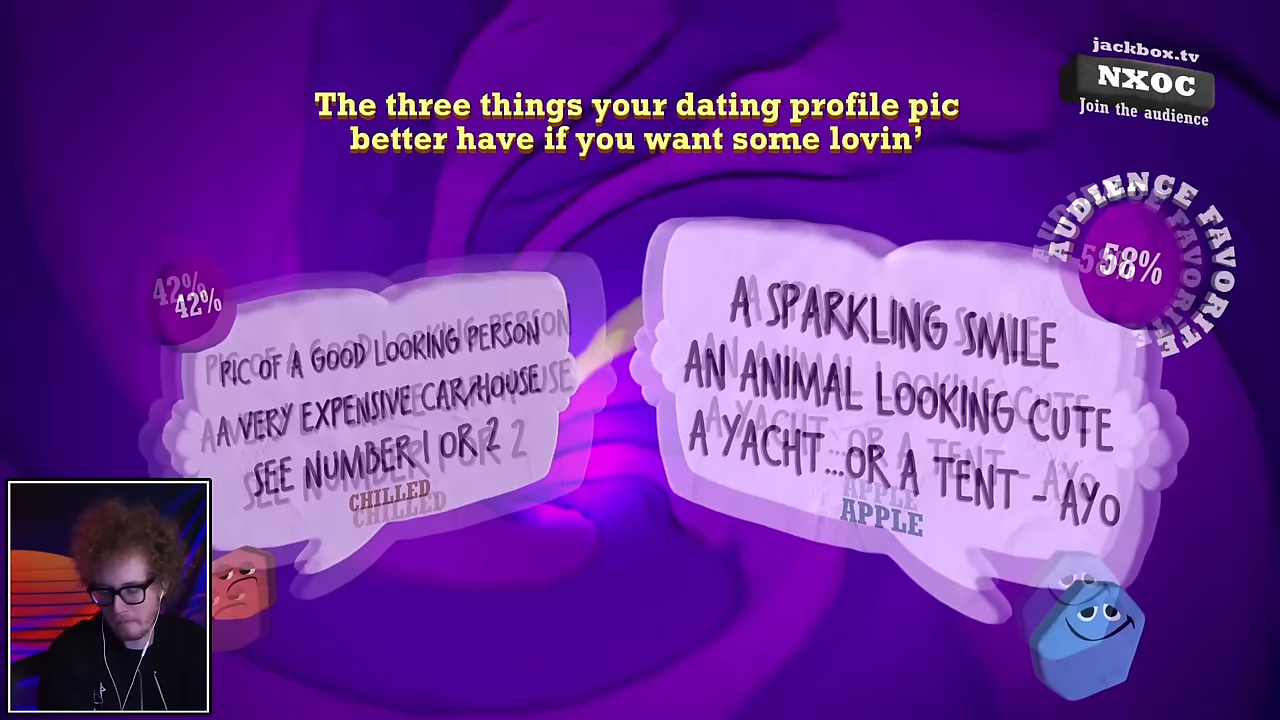 jackbox.tv
NXOC
Join the audience
The three things your dating profile pic
better have if you want some lovin'
AUDIENCE FAVORITE
58%
42%
PIC OF A GOOD LOOKING PERSON
A VERY EXPENSIVE CAR/HOUSE
SEE NUMBER 1 OR 2
CHILLED
A SPARKLING SMILE
AN ANIMAL LOOKING CUTE
A YACHT...OR A TENT - AYO
APPLE